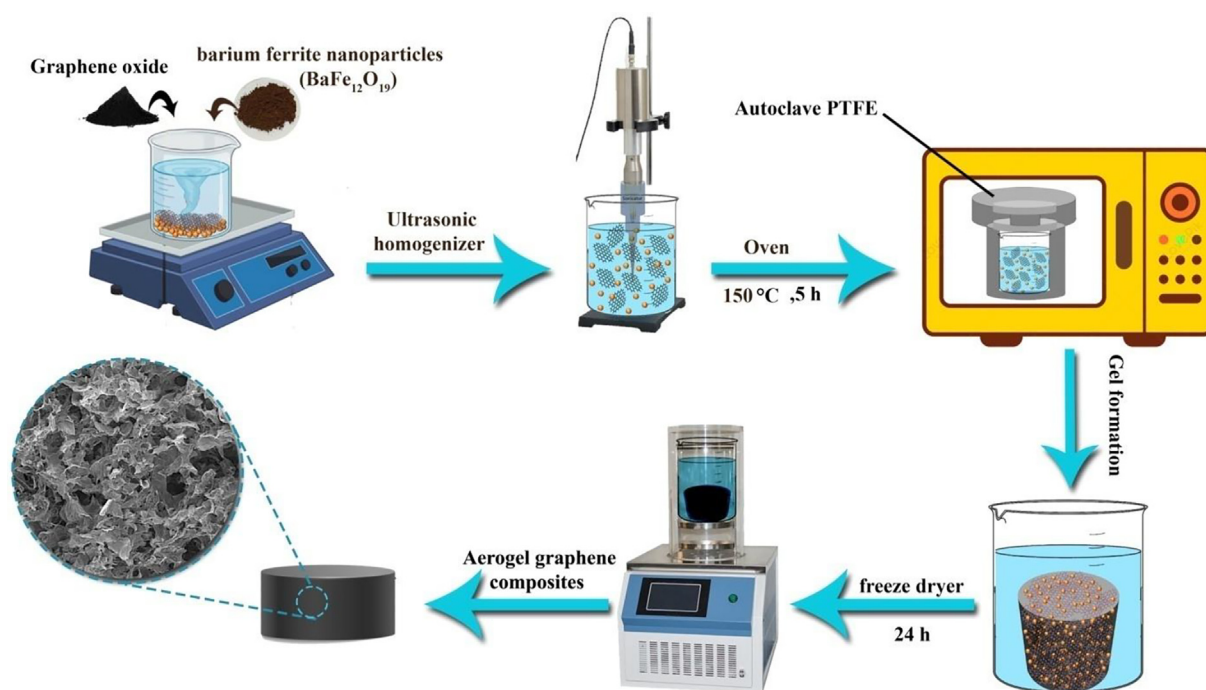 Graphene oxide
barium ferrite nanoparticles
(BaFe₁₂O₁₉)
Ultrasonic
homogenizer
Oven
150 °C ,5 h
Autoclave PTFE
Gel formation
freeze dryer
24 h
Aerogel graphene
composites